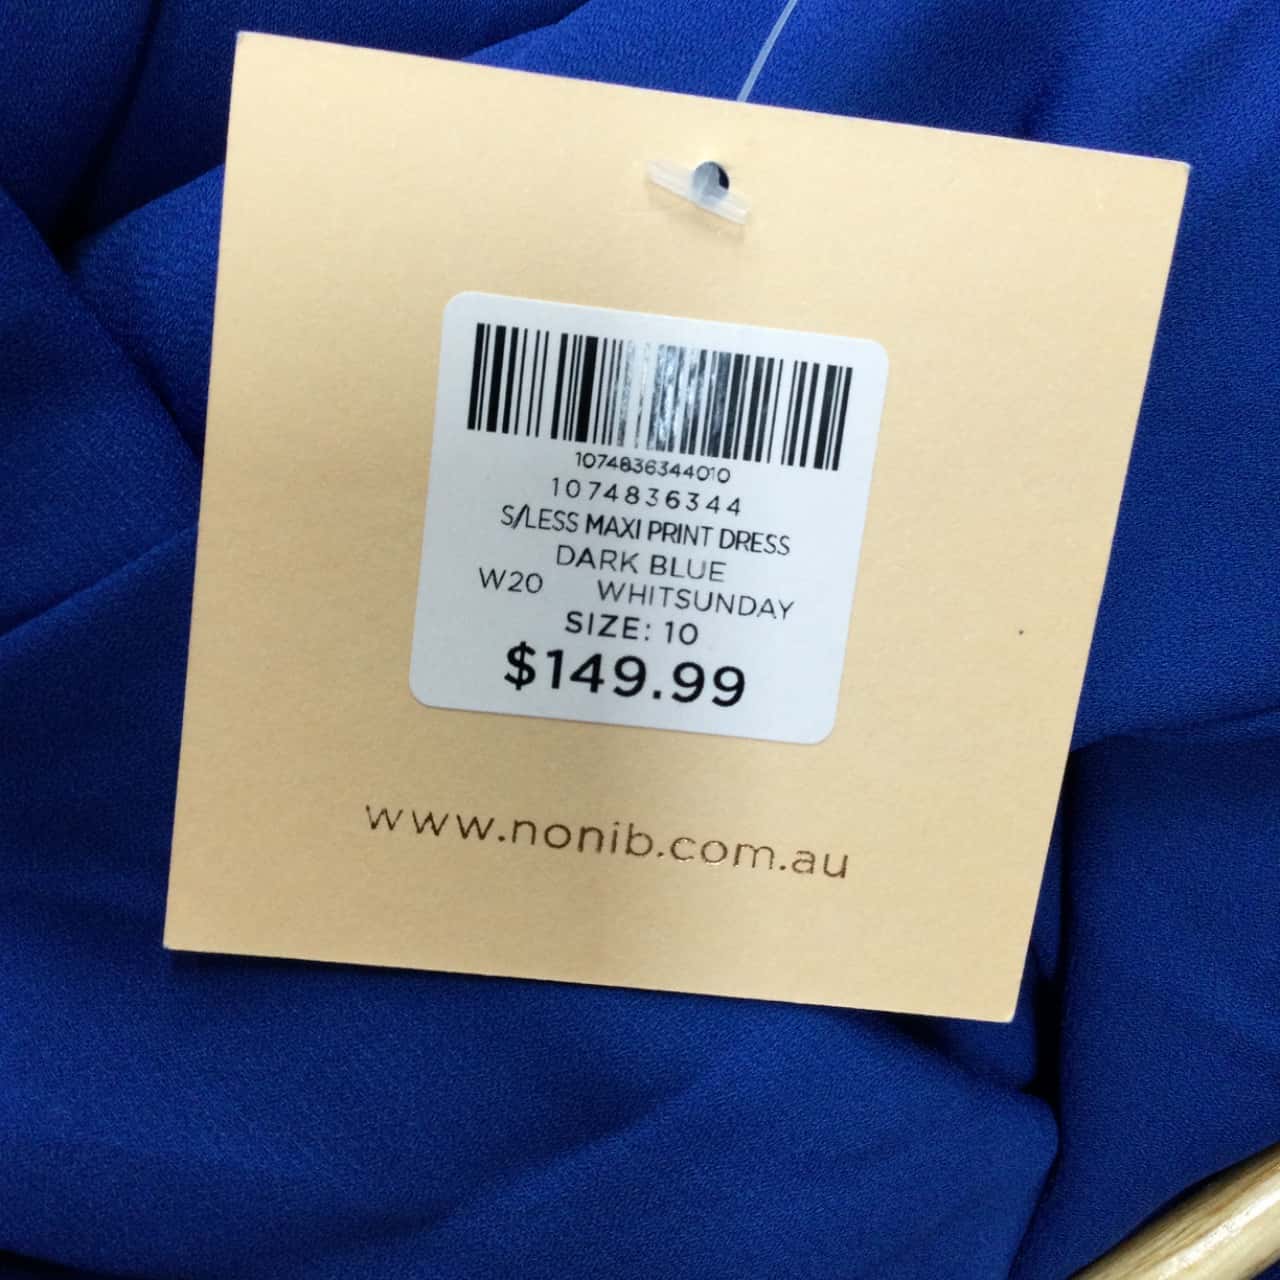 1074836344010
1074836344
S/LESS MAXI PRINT DRESS
DARK BLUE
W20 WHITSUNDAY
SIZE: 10
$149.99
www.nonib.com.au